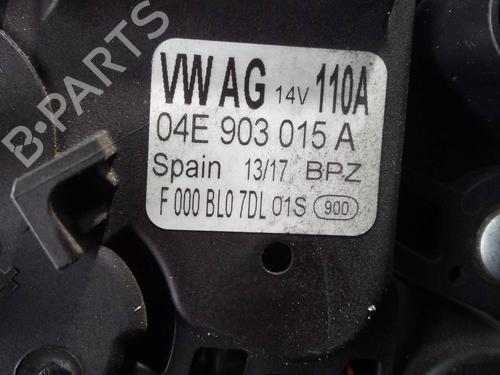 B-PARTS
VW AG 14V 110A
04E 903 015 A
Spain 13/17 BPZ
F 000 BL0 7DL 01S 900